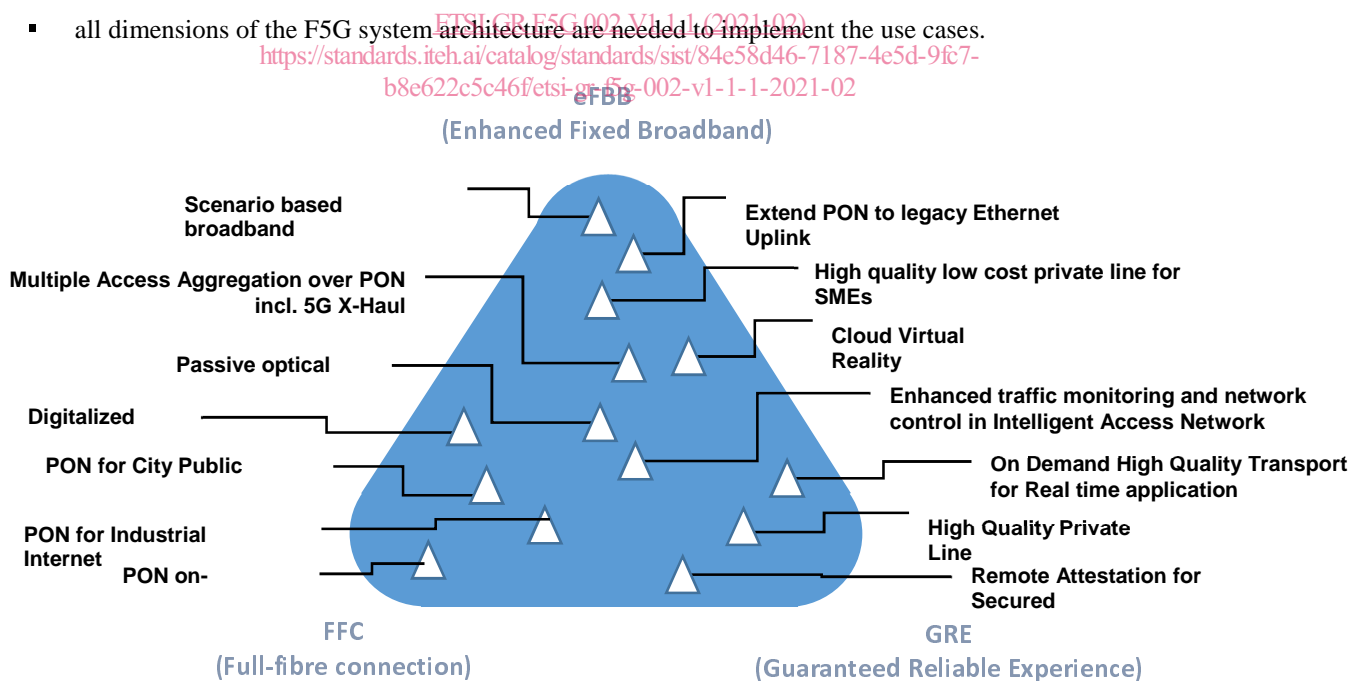 ▪ all dimensions of the F5G system architecture are needed to implement the use cases.
ETSI GR F5G 002 V1.1.1 (2021-02)
https://standards.iteh.ai/catalog/standards/sist/84e58d46-7187-4e5d-9fc7-
b8e622c5c46f/etsi-gr-f5g-002-v1-1-1-2021-02
eFBB
(Enhanced Fixed Broadband)
Scenario based
broadband
Extend PON to legacy Ethernet
Uplink
Multiple Access Aggregation over PON
incl. 5G X-Haul
High quality low cost private line for
SMEs
Cloud Virtual
Reality
Passive optical
Enhanced traffic monitoring and network
control in Intelligent Access Network
Digitalized
PON for City Public
On Demand High Quality Transport
for Real time application
PON for Industrial
Internet
High Quality Private
Line
PON on-
Remote Attestation for
Secured
FFC
(Full-fibre connection)
GRE
(Guaranteed Reliable Experience)